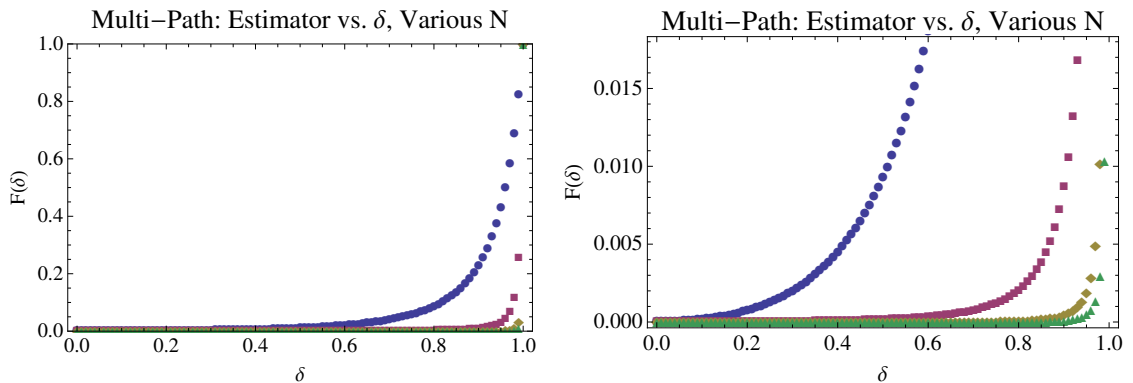 Multi−Path: Estimator vs. δ, Various N
F(δ)
1.0
0.8
0.6
0.4
0.2
0.0
0.0 0.2 0.4 0.6 0.8 1.0
δ
Multi−Path: Estimator vs. δ, Various N
F(δ)
0.015
0.010
0.005
0.000
0.0 0.2 0.4 0.6 0.8 1.0
δ